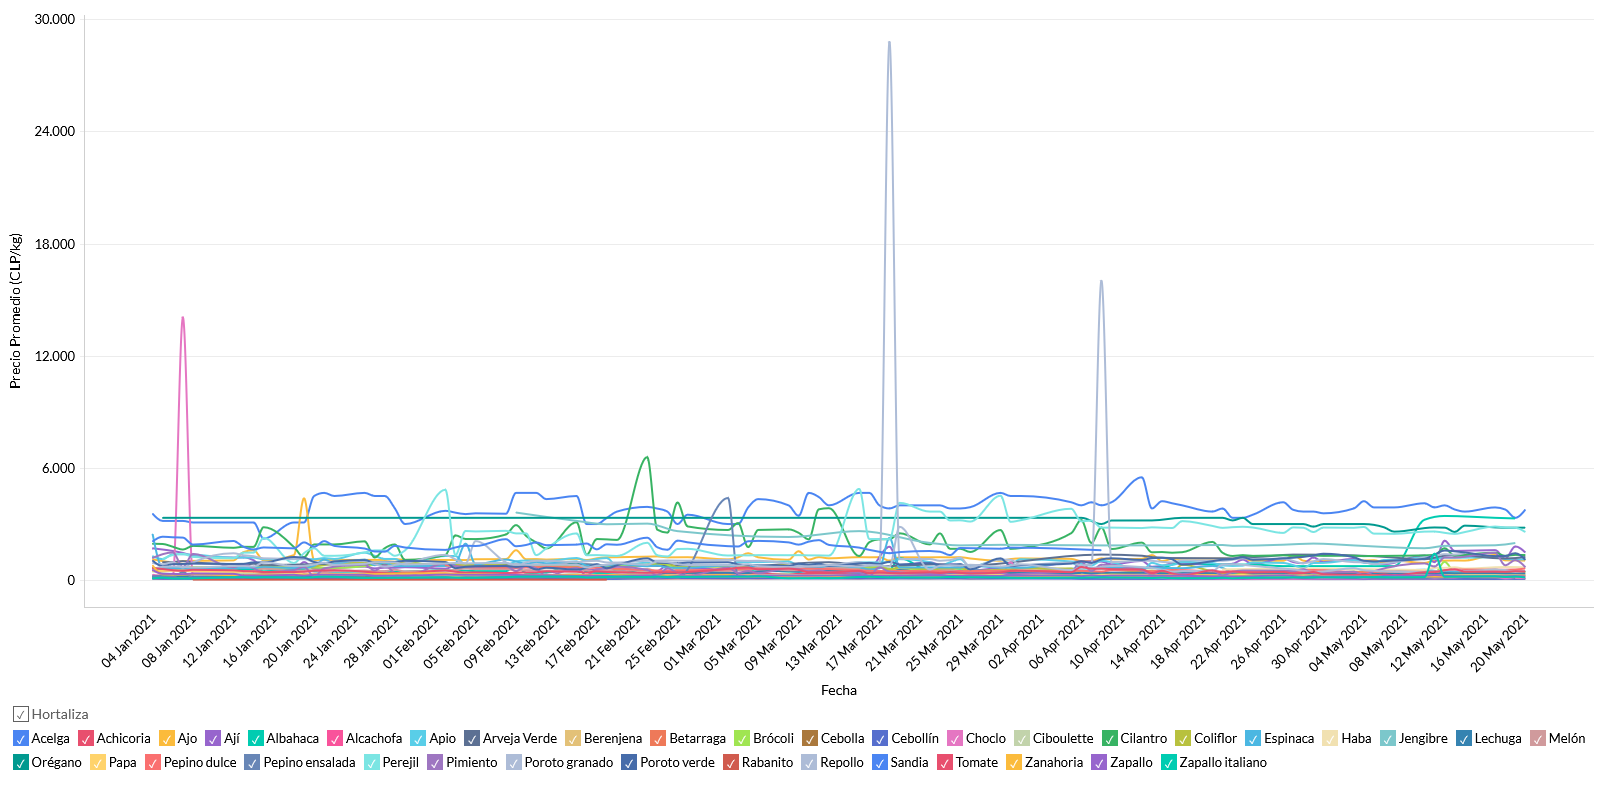 30.000
24.000
18.000
12.000
6.000
0
Precio Promedio (CLP/kg)
04 Jan 2021
08 Jan 2021
12 Jan 2021
16 Jan 2021
20 Jan 2021
24 Jan 2021
28 Jan 2021
01 Feb 2021
05 Feb 2021
09 Feb 2021
13 Feb 2021
17 Feb 2021
21 Feb 2021
25 Feb 2021
01 Mar 2021
05 Mar 2021
09 Mar 2021
13 Mar 2021
17 Mar 2021
21 Mar 2021
25 Mar 2021
29 Mar 2021
02 Apr 2021
06 Apr 2021
10 Apr 2021
14 Apr 2021
18 Apr 2021
22 Apr 2021
26 Apr 2021
30 Apr 2021
04 May 2021
08 May 2021
12 May 2021
16 May 2021
20 May 2021
Fecha
Hortaliza
Acelga Achicoria Ajo Ají Albahaca Alcachofa Apio Arveja Verde Berenjena Betarraga Brócoli Cebolla Cebollín Choclo Ciboulette Cilantro Coliflor Espinaca Haba Jengibre Lechuga Melón
Orégano Papa Pepino dulce Pepino ensalada Perejil Pimiento Poroto granado Poroto verde Rabanito Repollo Sandia Tomate Zanahoria Zapallo Zapallo italiano